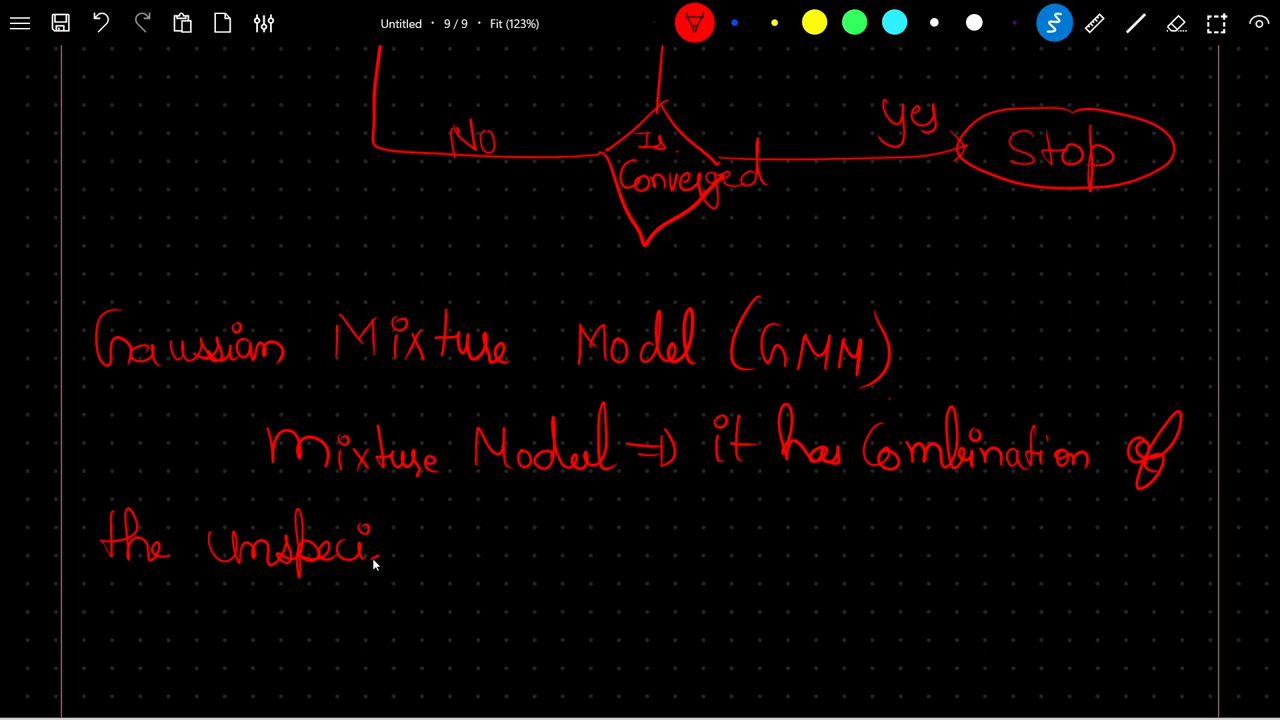 Untitled • 9 / 9 • Fit (123%)
No
Is
Converged
yes
Stop
Gaussian Mixture Model (GMM)
Mixture Model ⇒ it has Combination of
the unspeci